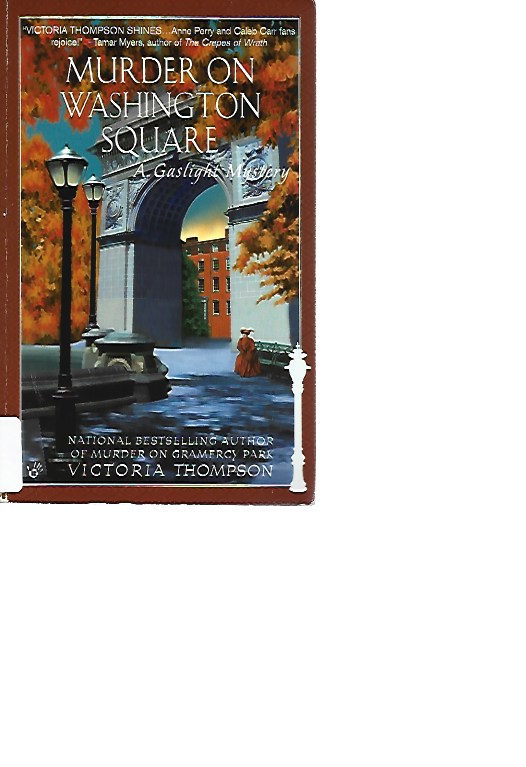 "VICTORIA THOMPSON SHINES...Anne Perry and Caleb Carr fans
rejoice!" - Tamar Myers, author of The Crepes of Wrath
MURDER ON
WASHINGTON
SQUARE
A Gaslight Mystery
NATIONAL BESTSELLING AUTHOR
OF MURDER ON GRAMERCY PARK
VICTORIA THOMPSON